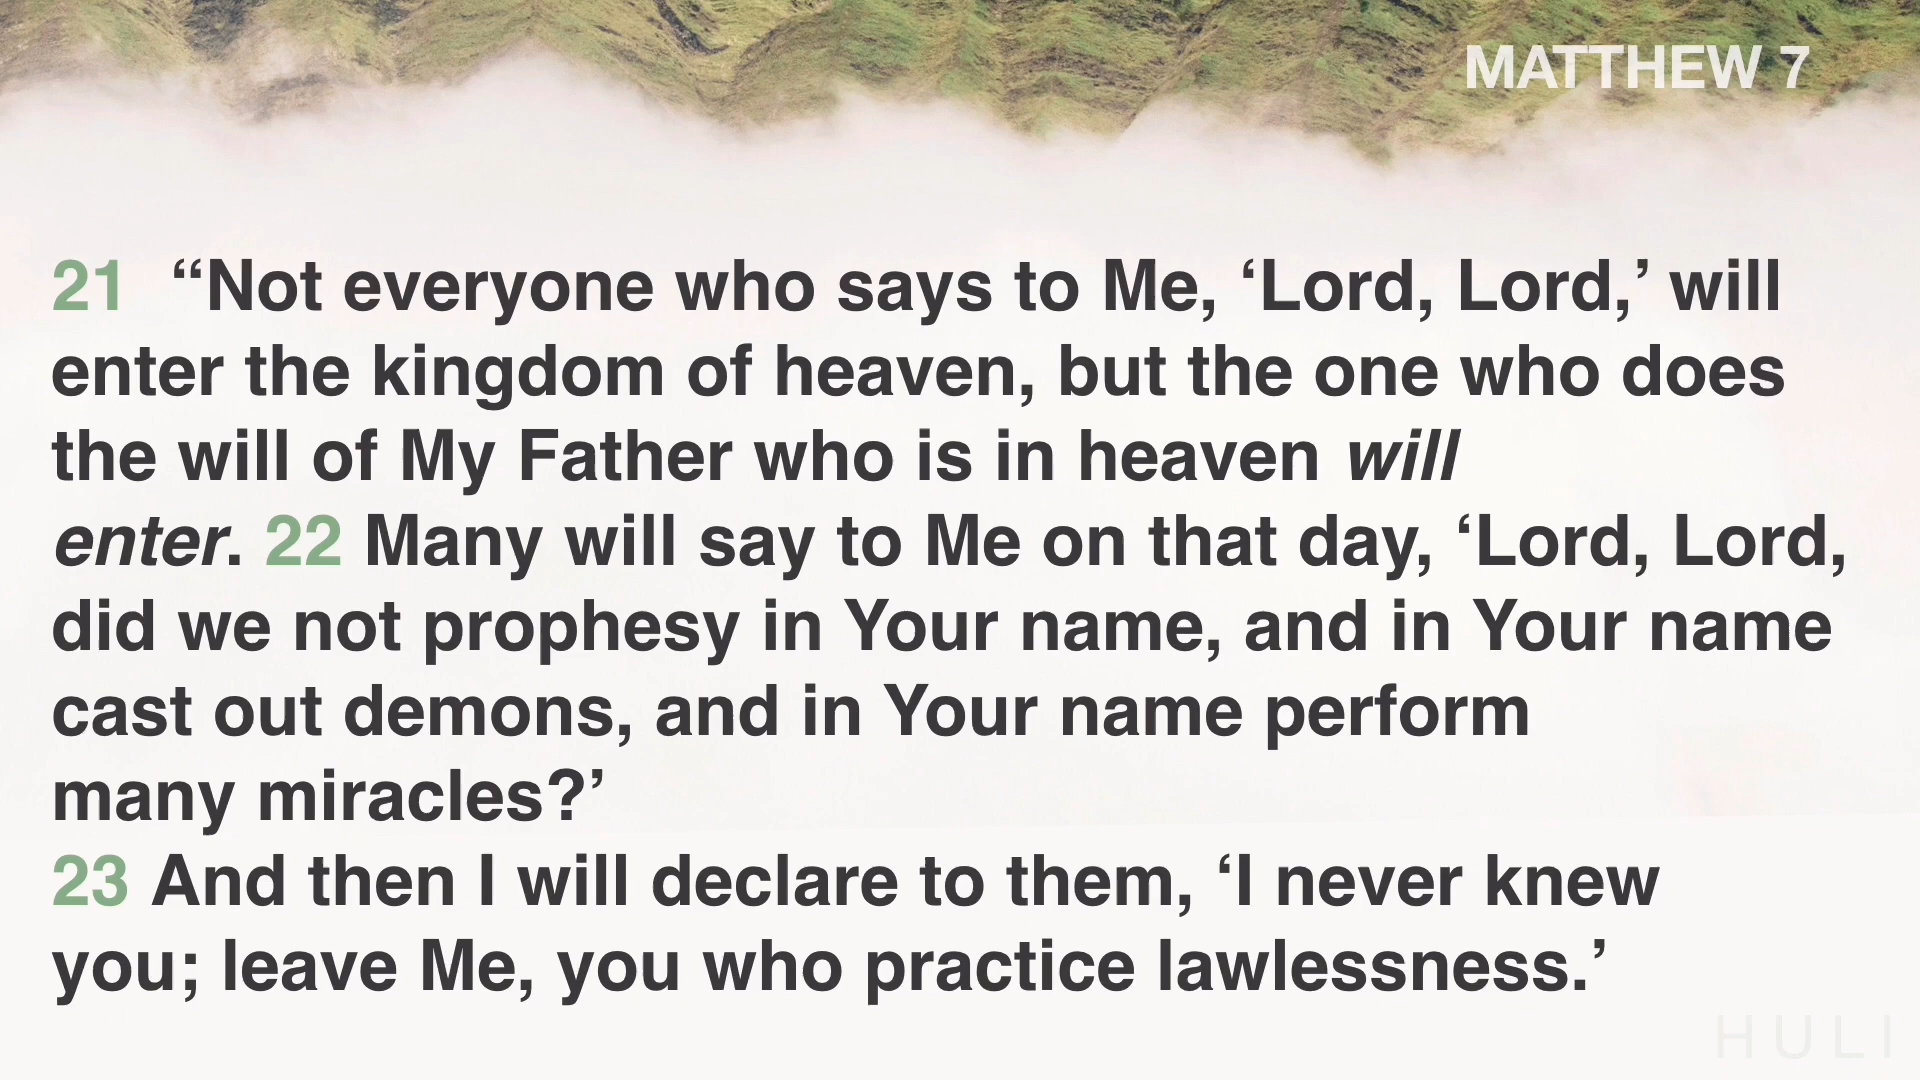 MATTHEW 7
21 “Not everyone who says to Me, ‘Lord, Lord,’ will
enter the kingdom of heaven, but the one who does
the will of My Father who is in heaven will
enter. 22 Many will say to Me on that day, ‘Lord, Lord,
did we not prophesy in Your name, and in Your name
cast out demons, and in Your name perform
many miracles?’
23 And then I will declare to them, ‘I never knew
you; leave Me, you who practice lawlessness.’
HULI